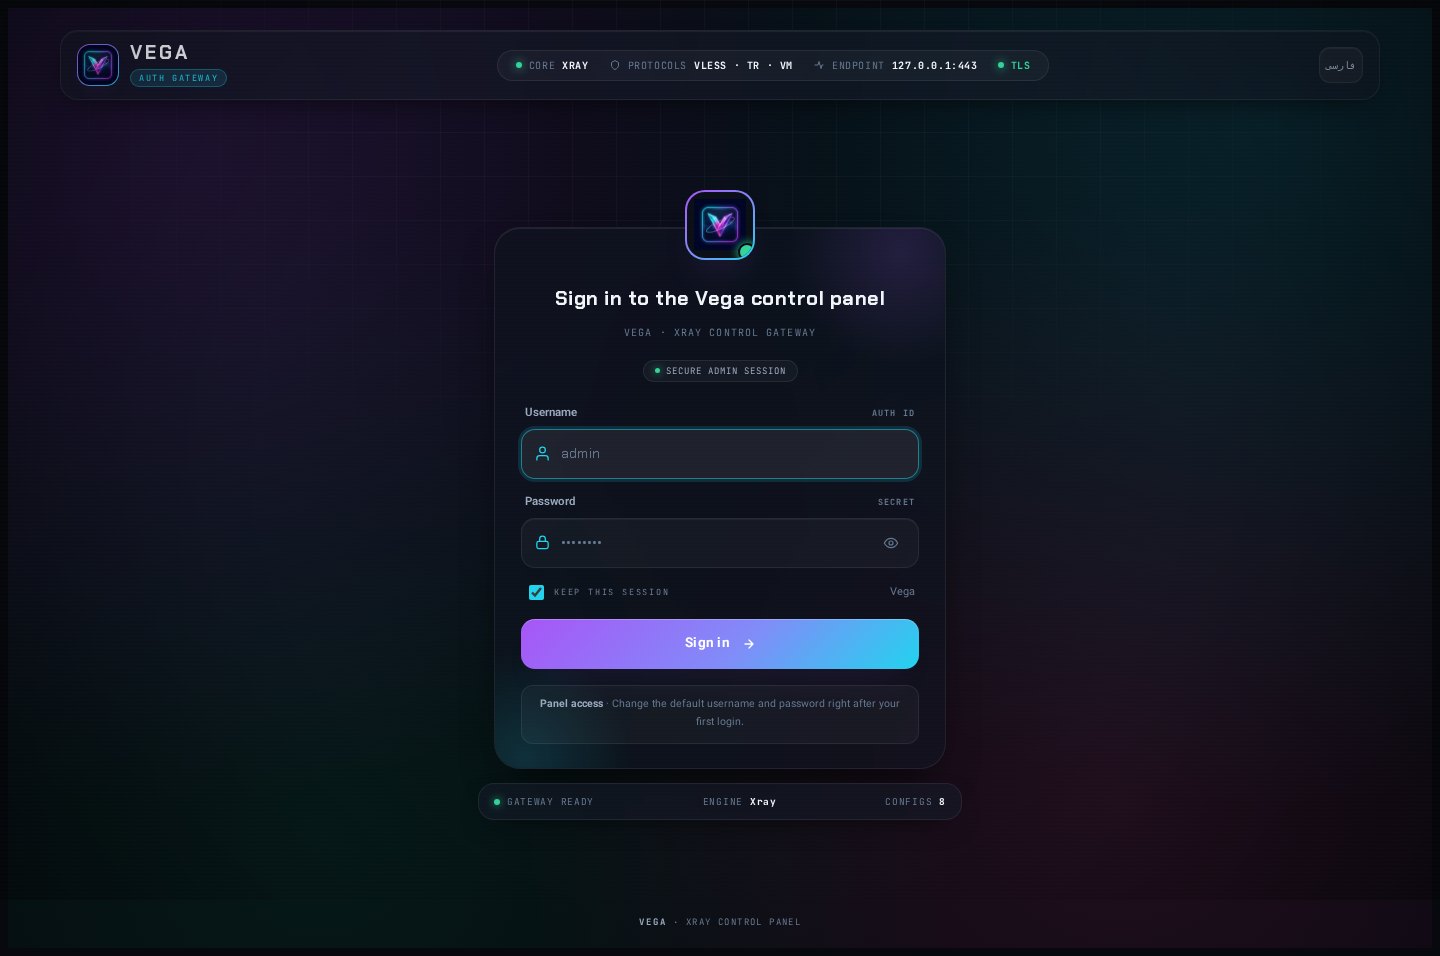 VEGA
AUTH GATEWAY
CORE XRAY PROTOCOLS VLESS · TR · VM ENDPOINT 127.0.0.1:443 TLS
فارسی
Sign in to the Vega control panel
VEGA · XRAY CONTROL GATEWAY
SECURE ADMIN SESSION
Username AUTH ID
admin
Password SECRET
••••••••
KEEP THIS SESSION Vega
Sign in →
Panel access · Change the default username and password right after your
first login.
GATEWAY READY ENGINE Xray CONFIGS 8
VEGA · XRAY CONTROL PANEL